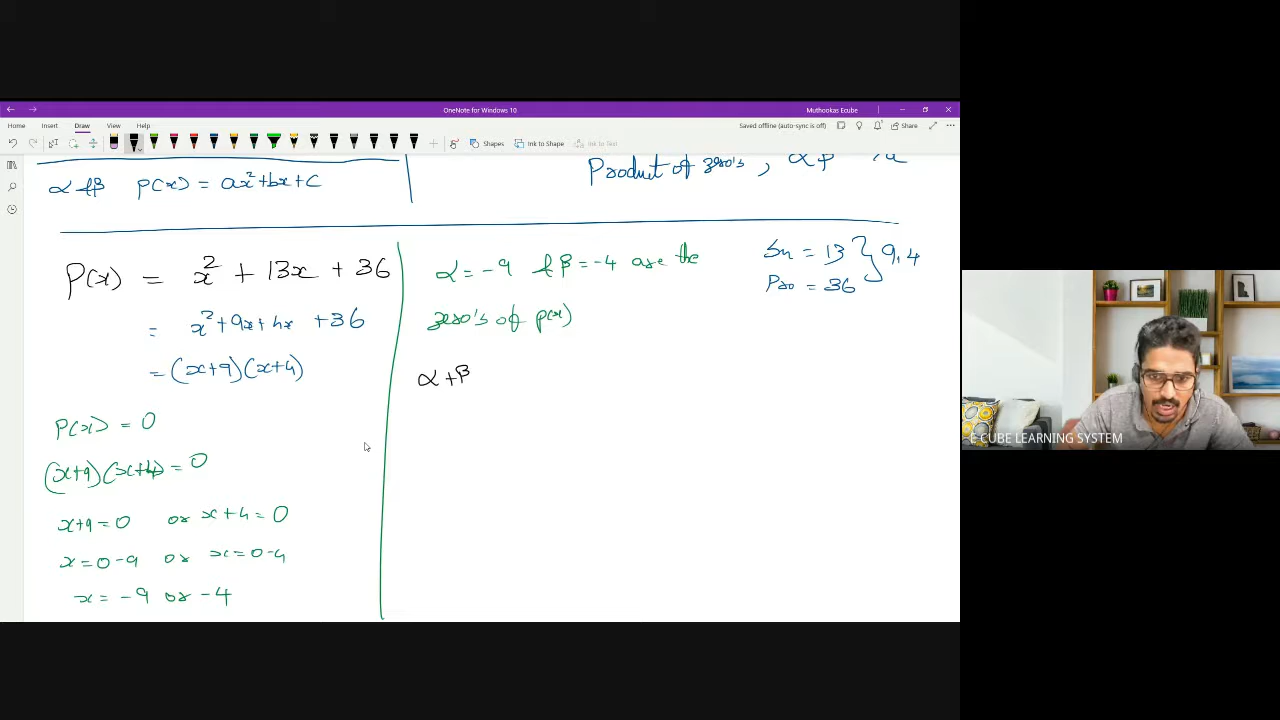 OneNote for Windows 10
Muthookas Ecube
Home Insert Draw View Help
Saved offline (auto-sync is off) Share
Shapes Ink to Shape Ink to Text
Product of zero's, αβ
α & β P(x) = ax²+bx+c
P(x) = x² + 13x + 36
= x²+9x+4x +36
= (x+9)(x+4)
P(x) = 0
(x+9)(x+4) = 0
x+9=0 or x+4=0
x=0-9 or x=0-4
x= -9 or -4
α = -9 & β = -4 are the
zero's of p(x)
α + β
Sum = 13 } 9,4
Pro = 36
E CUBE LEARNING SYSTEM